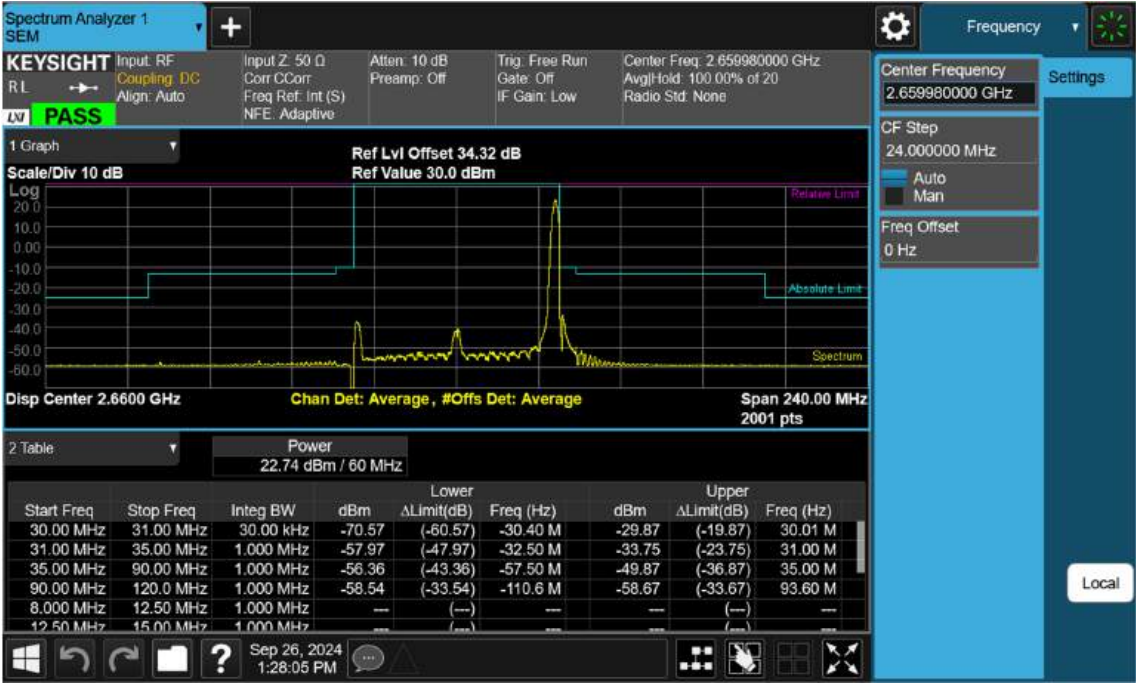 Spectrum Analyzer 1
SEM
+
Frequency
KEYSIGHT
R L
LXI
PASS
Input: RF
Coupling: DC
Align: Auto
Input Z: 50 Ω
Corr CCorr
Freq Ref: Int (S)
NFE: Adaptive
Atten: 10 dB
Preamp: Off
Trig: Free Run
Gate: Off
IF Gain: Low
Center Freq: 2.659980000 GHz
Avg|Hold: 100.00% of 20
Radio Std: None
Center Frequency
2.659980000 GHz
Settings
CF Step
24.000000 MHz
Auto
Man
Freq Offset
0 Hz
1 Graph
Scale/Div 10 dB
Ref Lvl Offset 34.32 dB
Ref Value 30.0 dBm
Log
Relative Limit
20.0
10.0
0.00
-10.0
-20.0
Absolute Limit
-30.0
-40.0
-50.0
Spectrum
-60.0
Disp Center 2.6600 GHz
Chan Det: Average, #Offs Det: Average
Span 240.00 MHz
2001 pts
2 Table
Power
22.74 dBm / 60 MHz
Lower Upper
Start Freq Stop Freq Integ BW dBm ΔLimit(dB) Freq (Hz) dBm ΔLimit(dB) Freq (Hz)
30.00 MHz 31.00 MHz 30.00 kHz -70.57 (-60.57) -30.40 M -29.87 (-19.87) 30.01 M
31.00 MHz 35.00 MHz 1.000 MHz -57.97 (-47.97) -32.50 M -33.75 (-23.75) 31.00 M
35.00 MHz 90.00 MHz 1.000 MHz -56.36 (-43.36) -57.50 M -49.87 (-36.87) 35.00 M
90.00 MHz 120.0 MHz 1.000 MHz -58.54 (-33.54) -110.6 M -58.67 (-33.67) 93.60 M
8.000 MHz 12.50 MHz 1.000 MHz --- (---) --- --- (---) ---
12.50 MHz 15.00 MHz 1.000 MHz --- (---) --- --- (---) ---
Local
?
Sep 26, 2024
1:28:05 PM